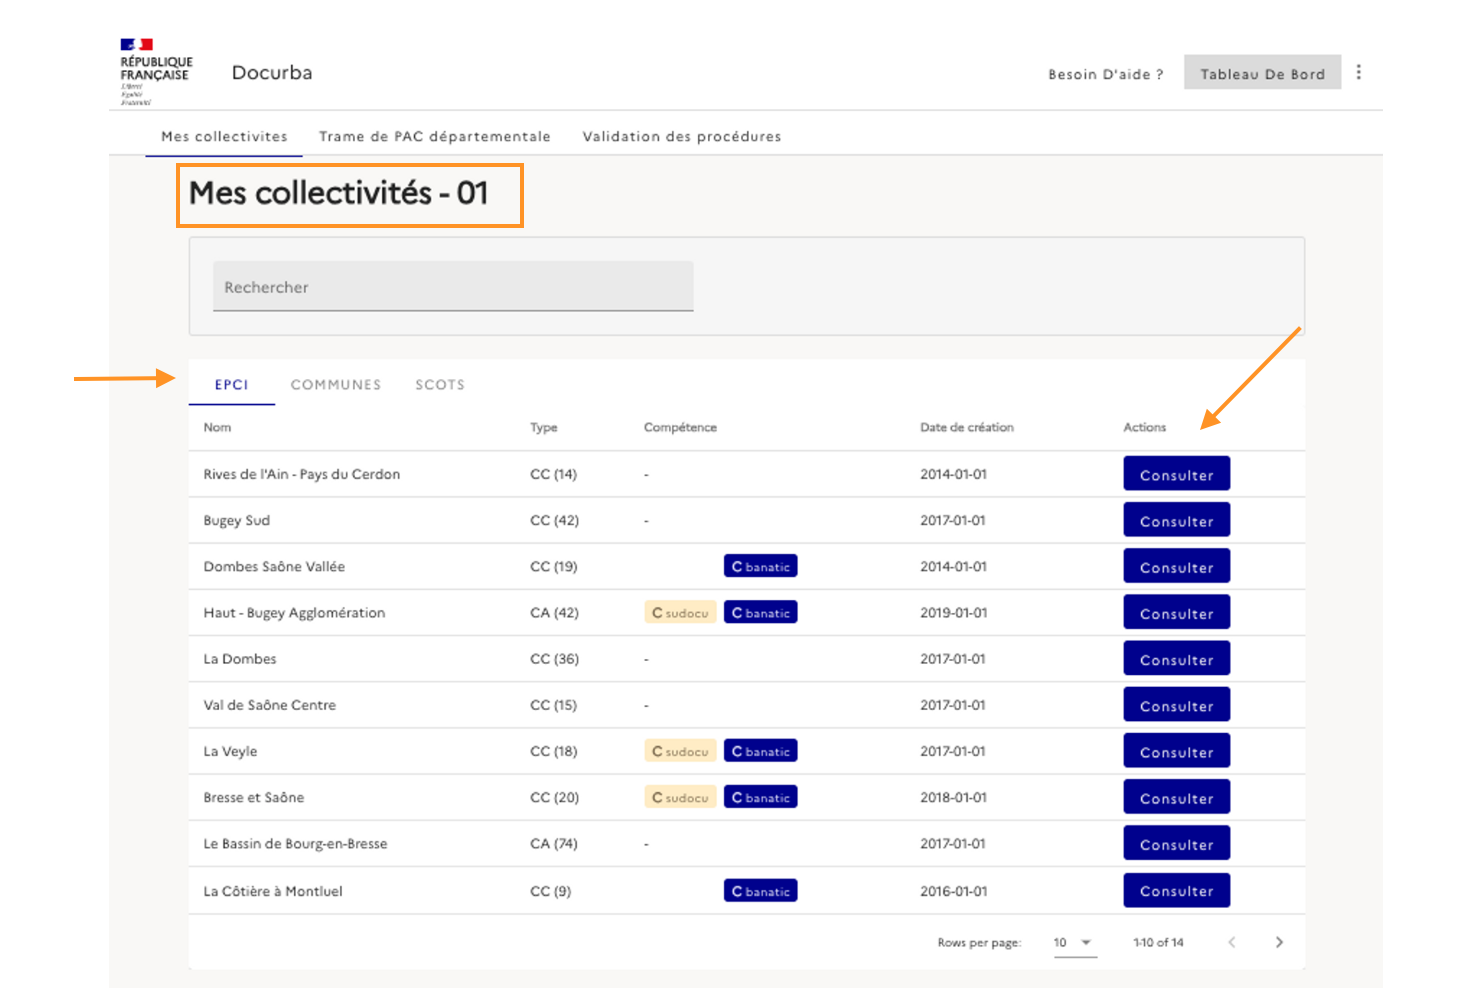 RÉPUBLIQUE
FRANÇAISE
Liberté
Égalité
Fraternité
Docurba
Besoin D'aide ?
Tableau De Bord
Mes collectivites Trame de PAC départementale Validation des procédures
Mes collectivités - 01
Rechercher
EPCI COMMUNES SCOTS
Nom Type Compétence Date de création Actions
Rives de l'Ain - Pays du Cerdon CC (14) - 2014-01-01 Consulter
Bugey Sud CC (42) - 2017-01-01 Consulter
Dombes Saône Vallée CC (19) C banatic 2014-01-01 Consulter
Haut - Bugey Agglomération CA (42) C sudocu C banatic 2019-01-01 Consulter
La Dombes CC (36) - 2017-01-01 Consulter
Val de Saône Centre CC (15) - 2017-01-01 Consulter
La Veyle CC (18) C sudocu C banatic 2017-01-01 Consulter
Bresse et Saône CC (20) C sudocu C banatic 2018-01-01 Consulter
Le Bassin de Bourg-en-Bresse CA (74) - 2017-01-01 Consulter
La Côtière à Montluel CC (9) C banatic 2016-01-01 Consulter
Rows per page: 10 1-10 of 14